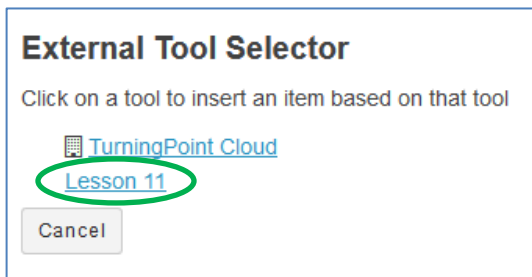 External Tool Selector
Click on a tool to insert an item based on that tool
TurningPoint Cloud
Lesson 11
Cancel